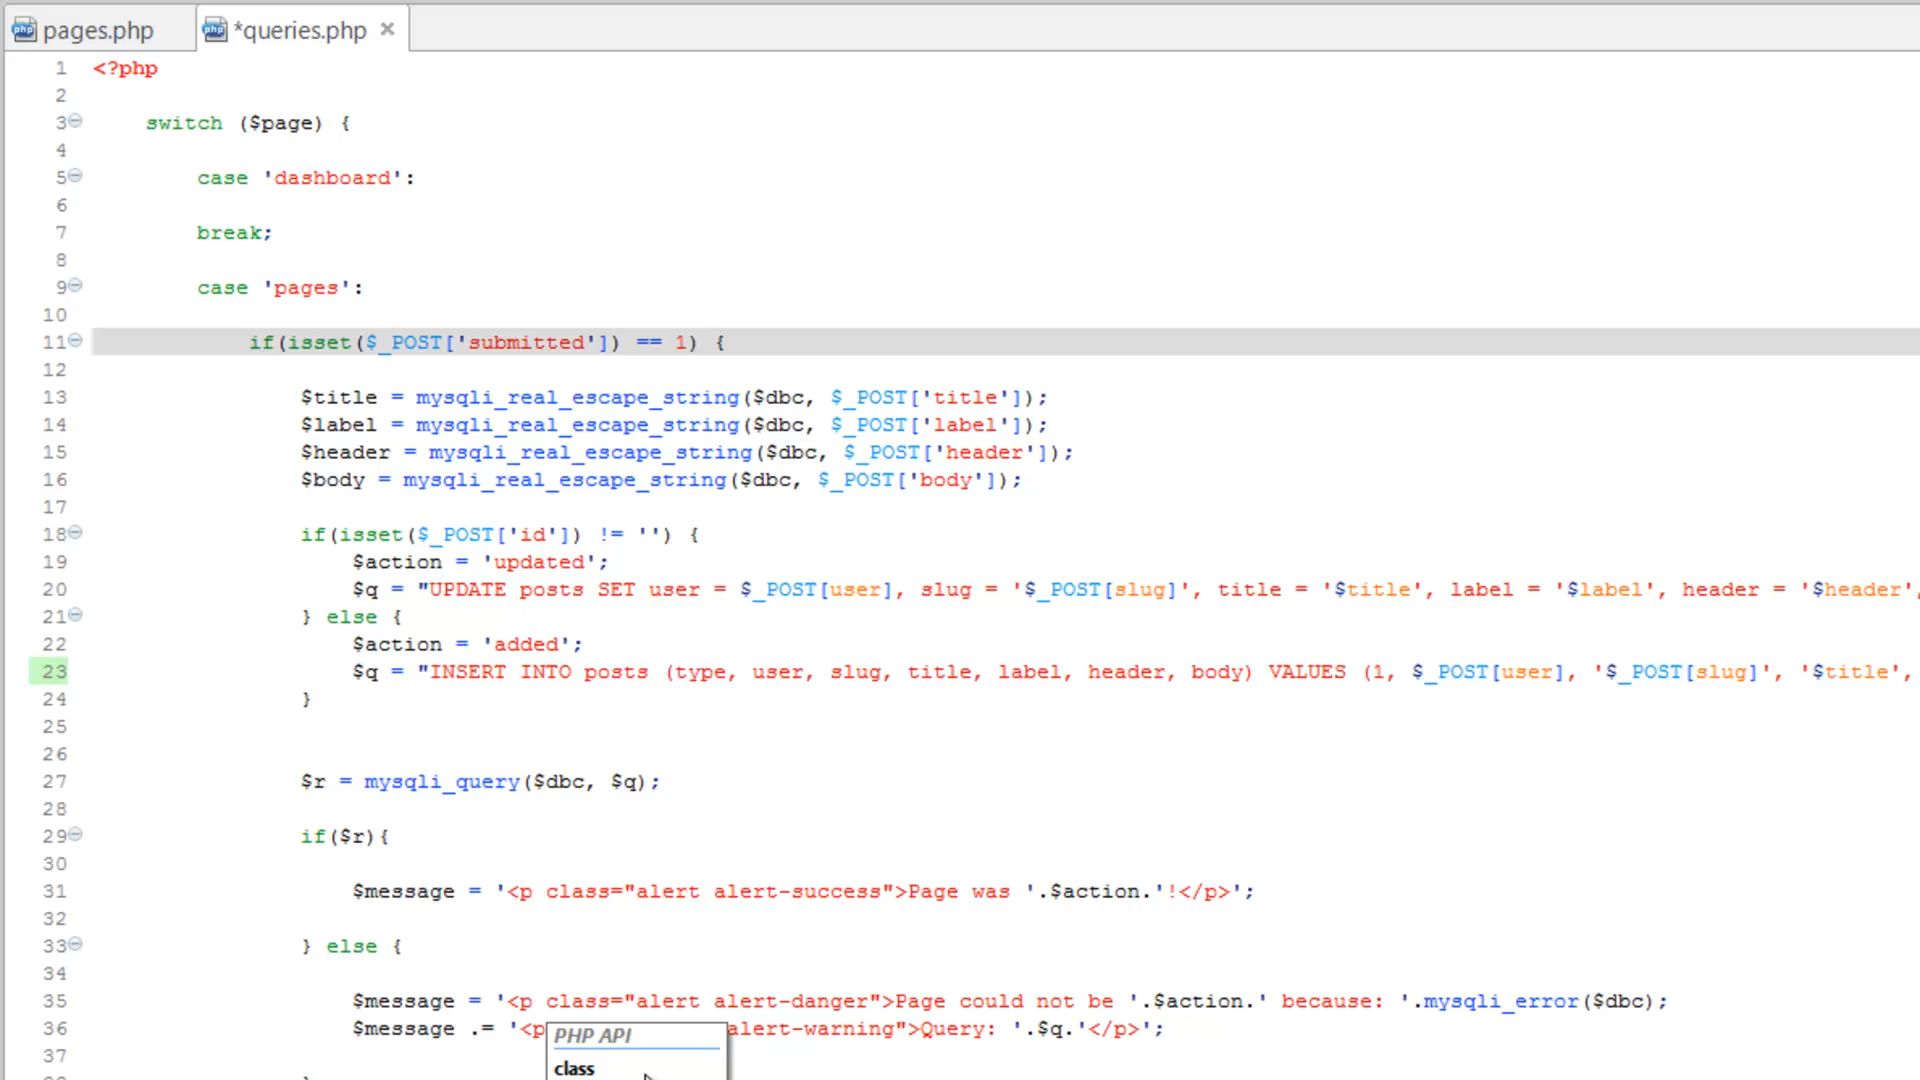 pages.php
*queries.php
1 <?php
2
3 switch ($page) {
4
5 case 'dashboard':
6
7 break;
8
9 case 'pages':
10
11 if(isset($_POST['submitted']) == 1) {
12
13 $title = mysqli_real_escape_string($dbc, $_POST['title']);
14 $label = mysqli_real_escape_string($dbc, $_POST['label']);
15 $header = mysqli_real_escape_string($dbc, $_POST['header']);
16 $body = mysqli_real_escape_string($dbc, $_POST['body']);
17
18 if(isset($_POST['id']) != '') {
19 $action = 'updated';
20 $q = "UPDATE posts SET user = $_POST[user], slug = '$_POST[slug]', title = '$title', label = '$label', header = '$header',
21 } else {
22 $action = 'added';
23 $q = "INSERT INTO posts (type, user, slug, title, label, header, body) VALUES (1, $_POST[user], '$_POST[slug]', '$title',
24 }
25
26
27 $r = mysqli_query($dbc, $q);
28
29 if($r){
30
31 $message = '<p class="alert alert-success">Page was '.$action.'!</p>';
32
33 } else {
34
35 $message = '<p class="alert alert-danger">Page could not be '.$action.' because: '.mysqli_error($dbc);
36 $message .= '<p alert-warning">Query: '.$q.'</p>';
PHP API
37
class